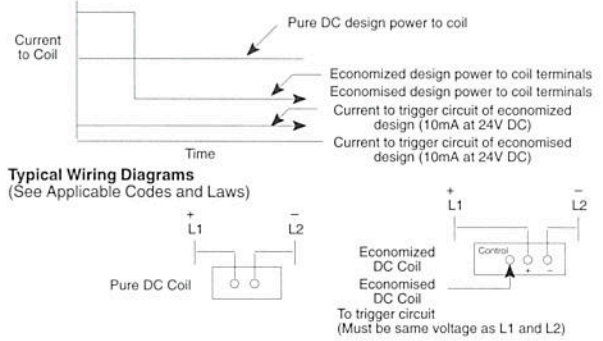 Current
to Coil
Pure DC design power to coil
Economized design power to coil terminals
Economised design power to coil terminals
Current to trigger circuit of economized
design (10mA at 24V DC)
Current to trigger circuit of economised
design (10mA at 24V DC)
Time
Typical Wiring Diagrams
(See Applicable Codes and Laws)
+
L1
−
L2
Pure DC Coil
+
L1
−
L2
Control
+ −
Economized
DC Coil
Economised
DC Coil
To trigger circuit
(Must be same voltage as L1 and L2)